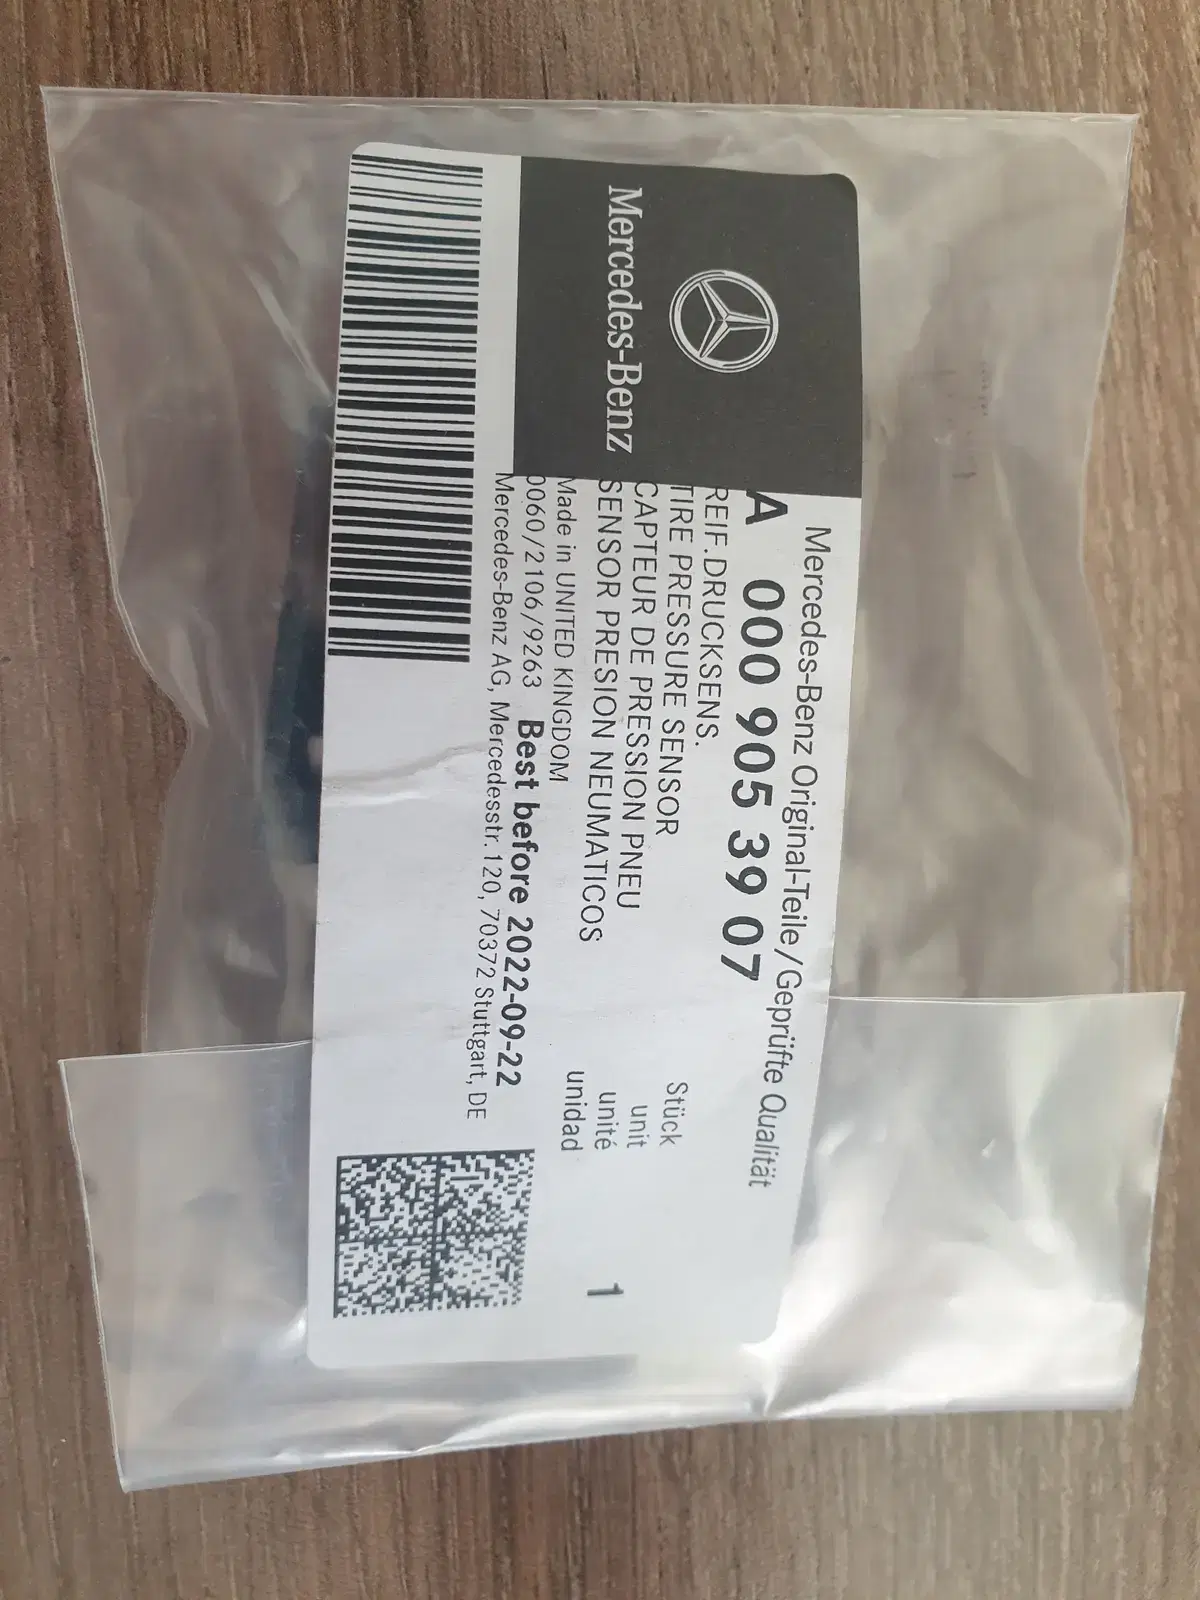 Mercedes-Benz
Mercedes-Benz Original-Teile/Geprüfte Qualität
A 000 905 39 07
REIF.DRUCKSENS.
TIRE PRESSURE SENSOR
CAPTEUR DE PRESSION PNEU
SENSOR PRESION NEUMATICOS
Stück
unit
unité
unidad
1
Made in UNITED KINGDOM
0060/2106/9263 Best before 2022-09-22
Mercedes-Benz AG, Mercedesstr. 120, 70372 Stuttgart, DE